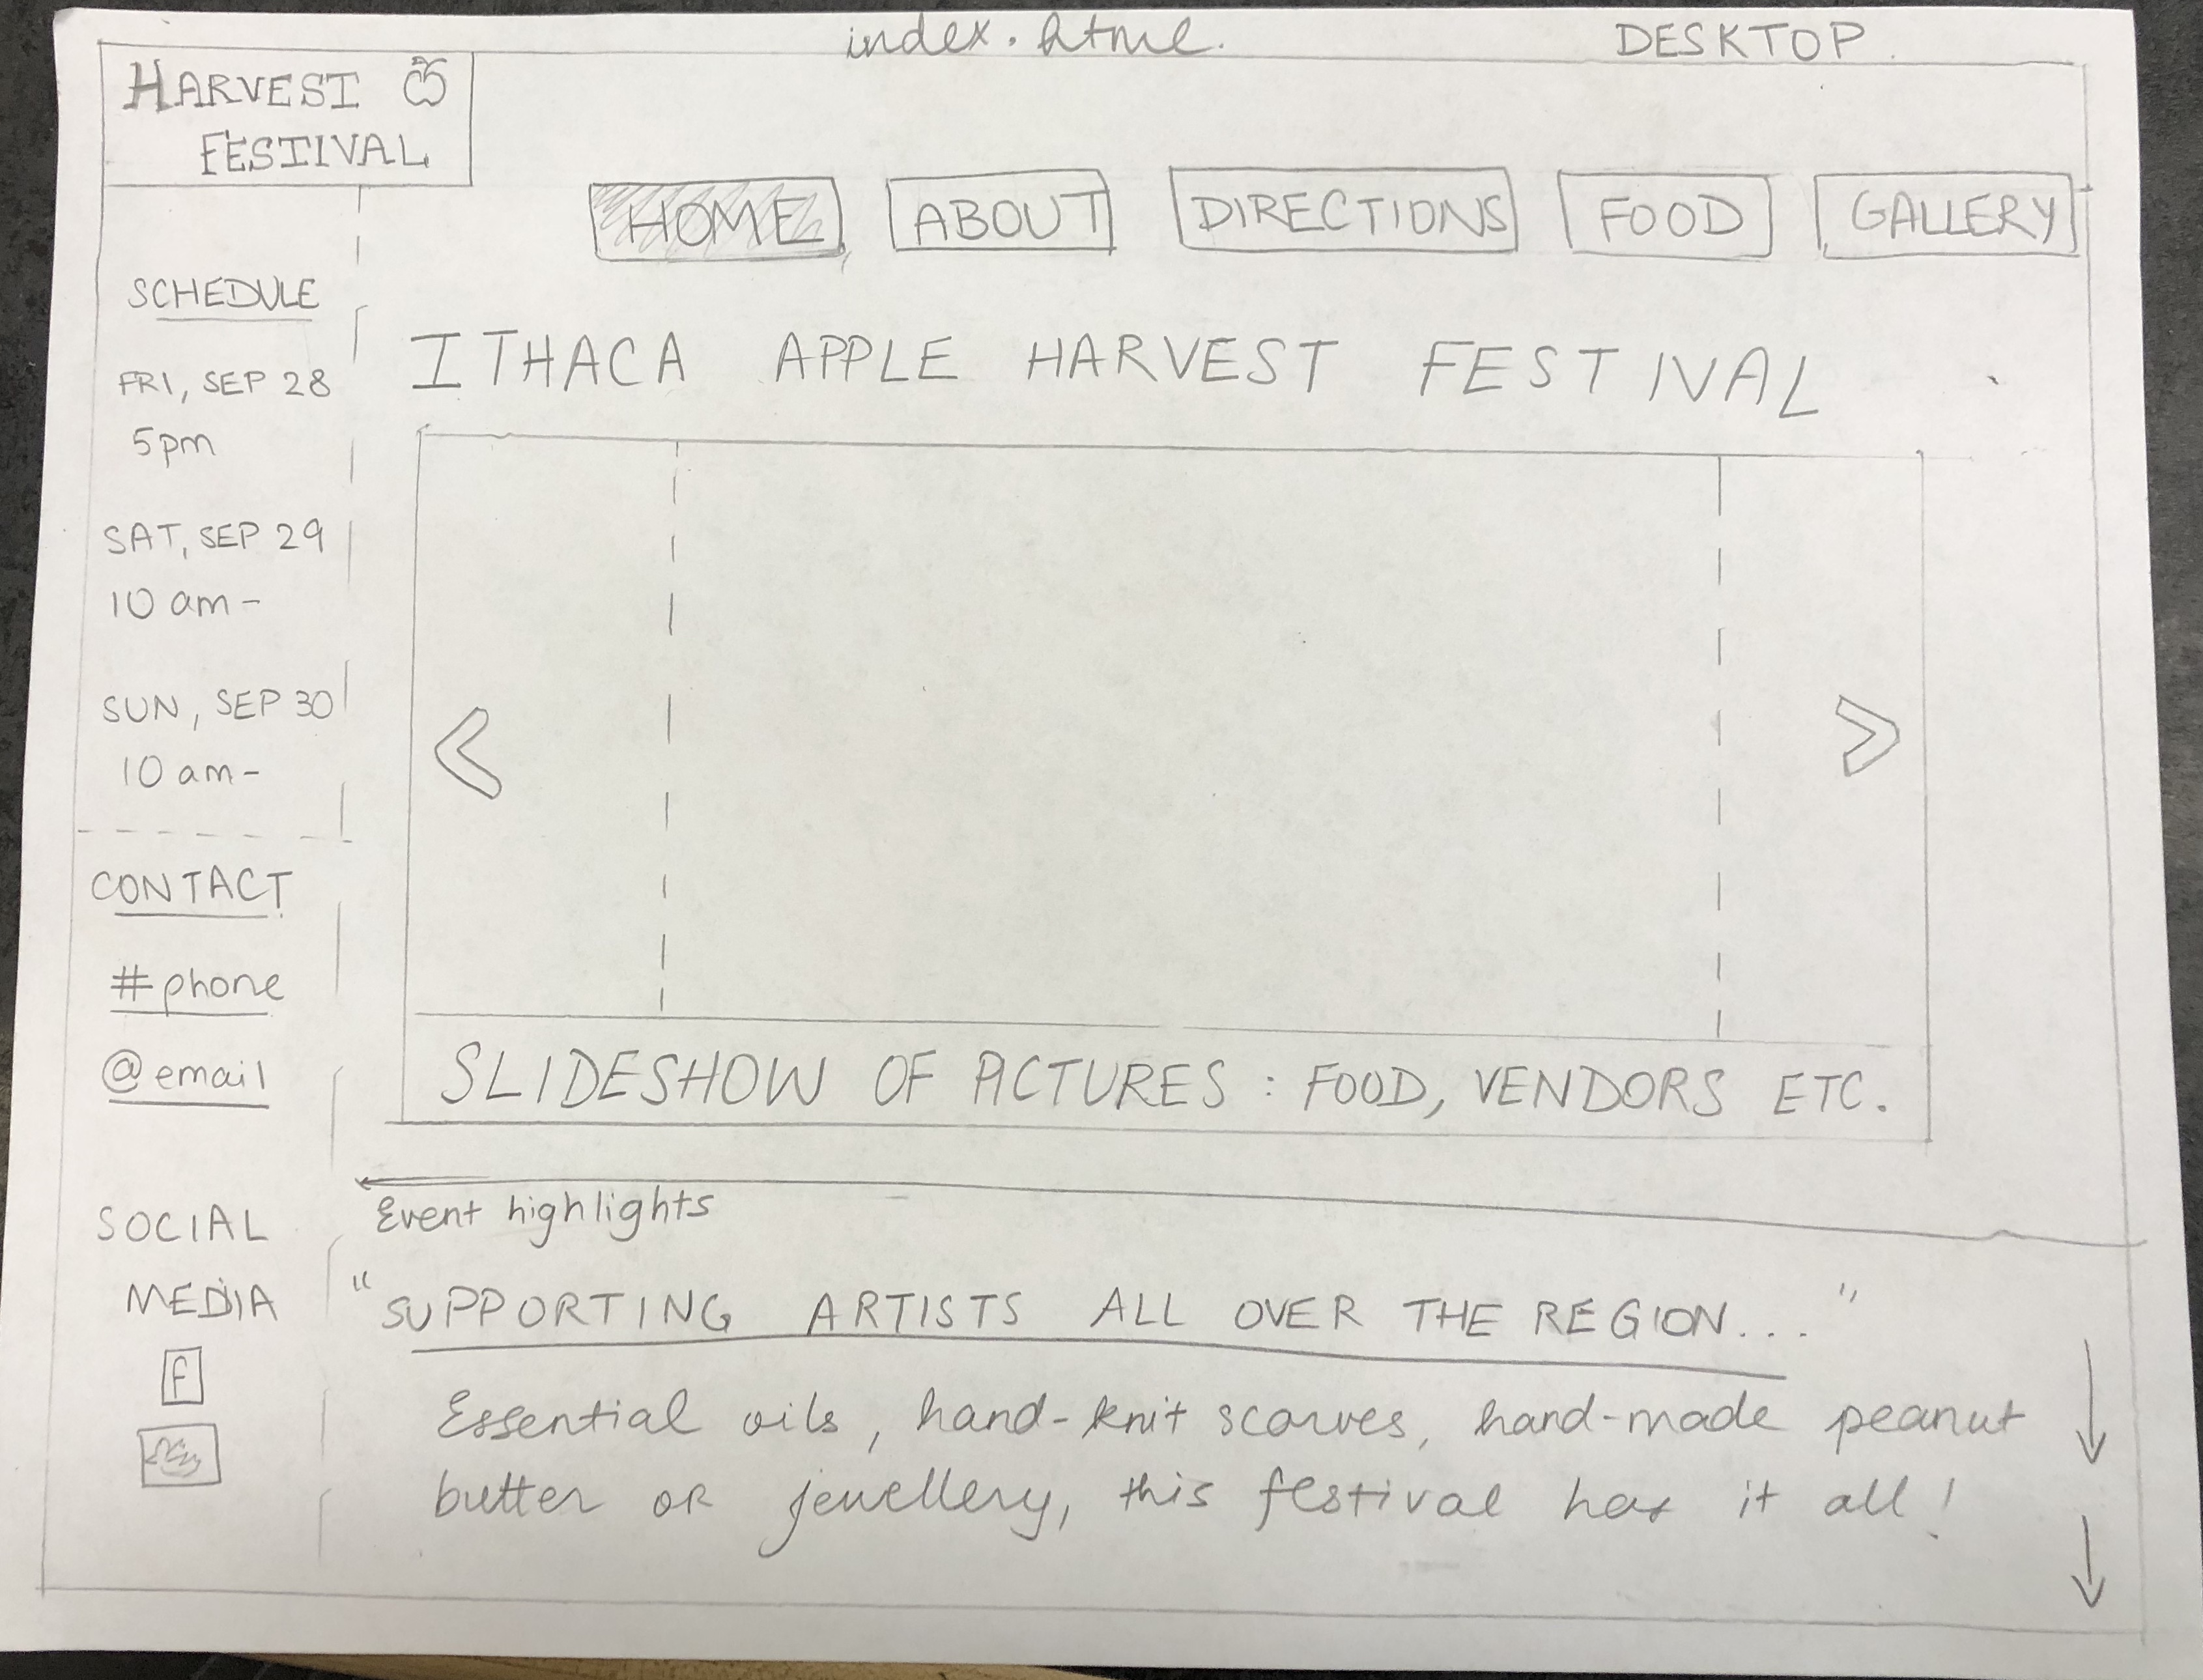 index.html.
DESKTOP.
HARVEST
FESTIVAL
HOME
ABOUT
DIRECTIONS
FOOD
GALLERY
SCHEDULE
FRI, SEP 28
5pm
SAT, SEP 29
10 am -
SUN, SEP 30
10 am -
CONTACT
#phone
@email
SOCIAL
MEDIA
f
ITHACA APPLE HARVEST FESTIVAL
<
>
SLIDESHOW OF PICTURES : FOOD, VENDORS ETC.
Event highlights
"SUPPORTING ARTISTS ALL OVER THE REGION..."
Essential oils, hand-knit scarves, hand-made peanut
butter or jewellery, this festival has it all!